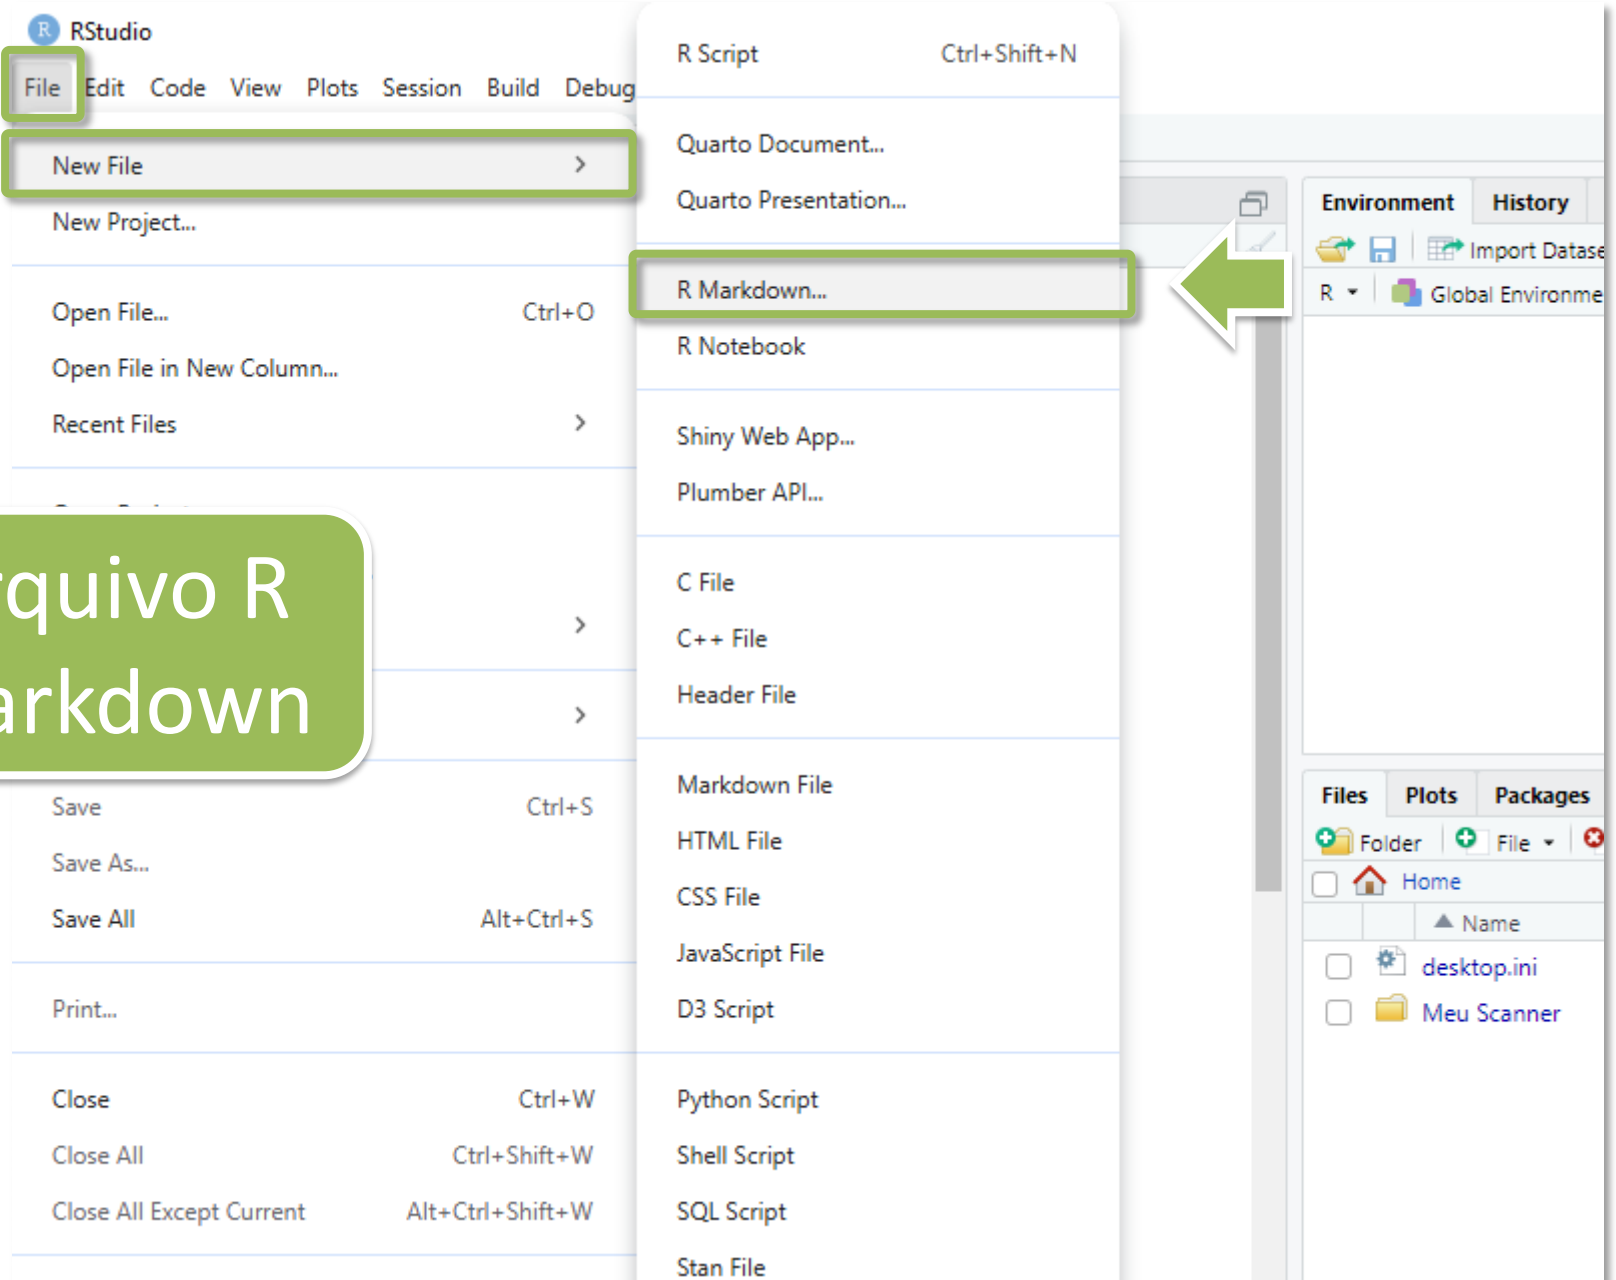 R RStudio
File Edit Code View Plots Session Build Debug
New File
New Project...
Open File... Ctrl+O
Open File in New Column...
Recent Files
rquivo R
arkdown
Save Ctrl+S
Save As...
Save All Alt+Ctrl+S
Print...
Close Ctrl+W
Close All Ctrl+Shift+W
Close All Except Current Alt+Ctrl+Shift+W
R Script Ctrl+Shift+N
Quarto Document...
Quarto Presentation...
R Markdown...
R Notebook
Shiny Web App...
Plumber API...
C File
C++ File
Header File
Markdown File
HTML File
CSS File
JavaScript File
D3 Script
Python Script
Shell Script
SQL Script
Stan File
Environment History
Import Datase
R Global Environme
Files Plots Packages
Folder File
Home
Name
desktop.ini
Meu Scanner